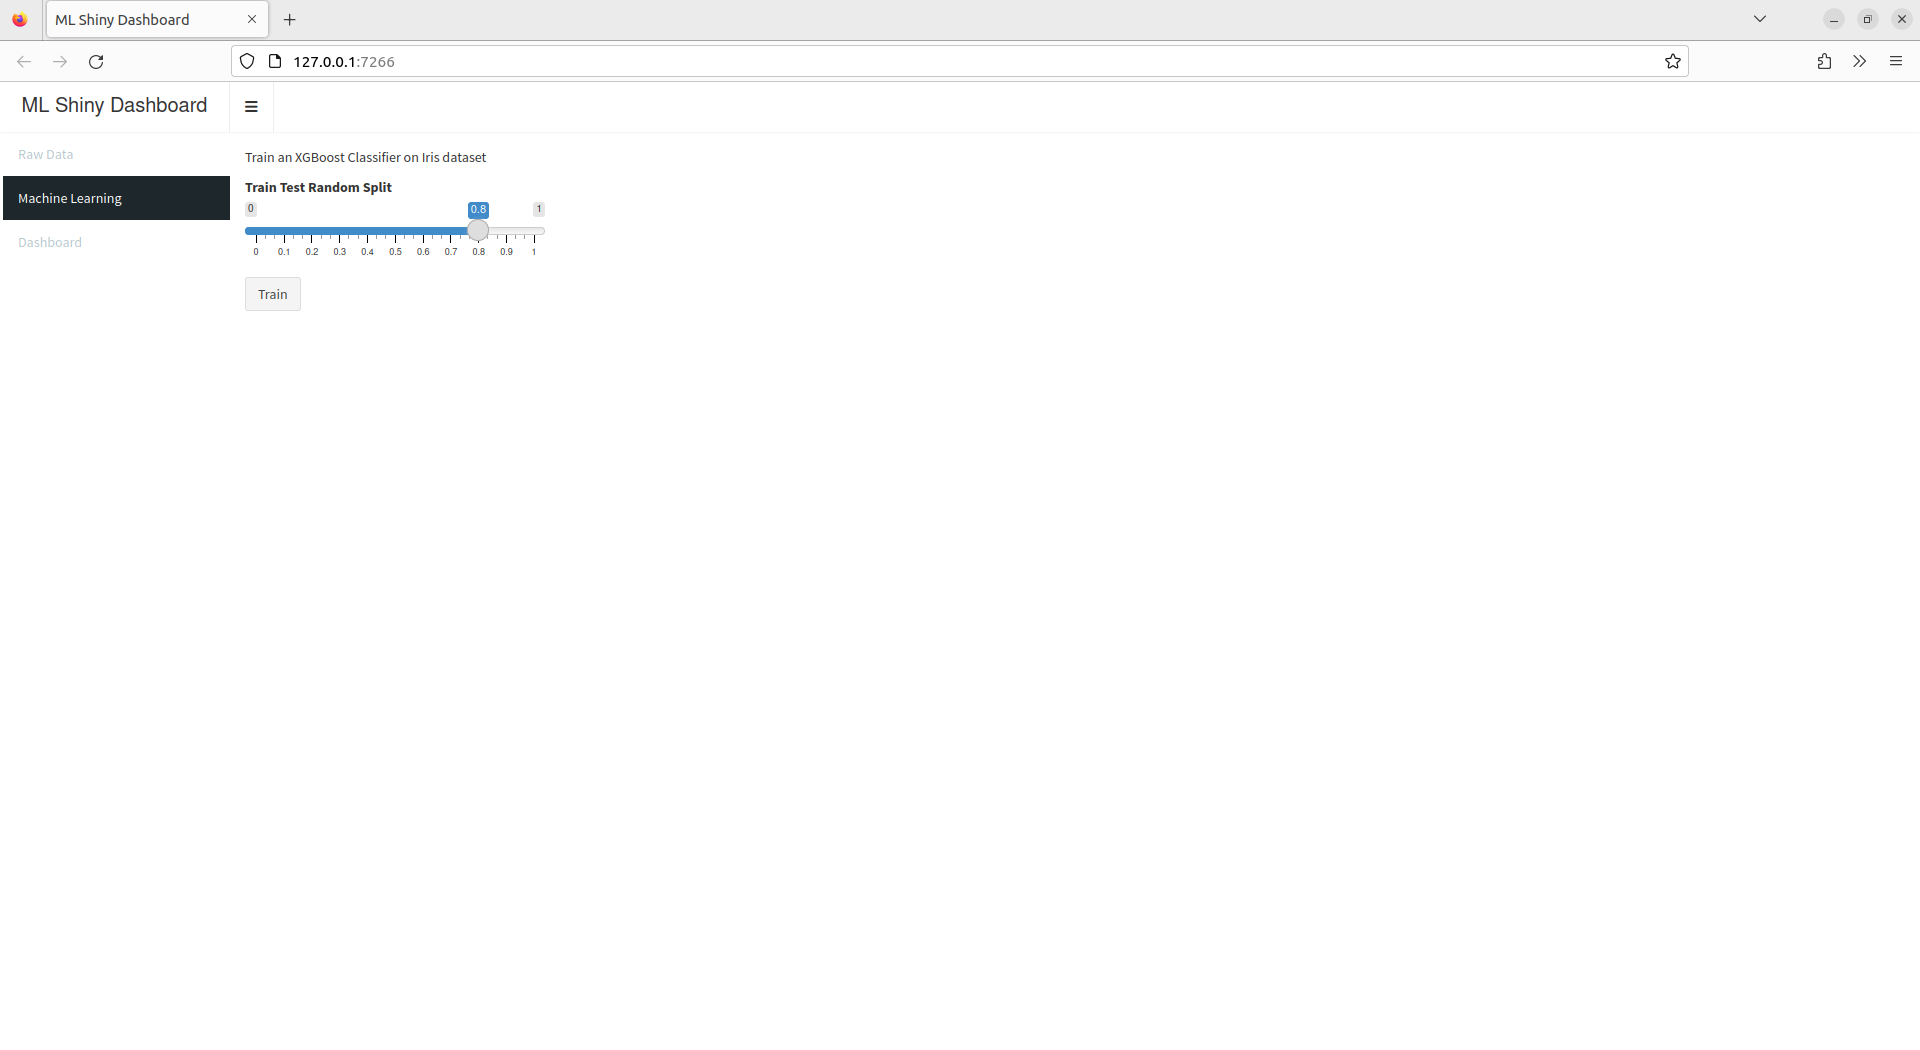 ML Shiny Dashboard
127.0.0.1:7266
ML Shiny Dashboard
Raw Data
Machine Learning
Dashboard
Train an XGBoost Classifier on Iris dataset
Train Test Random Split
0 0.8 1
0 0.1 0.2 0.3 0.4 0.5 0.6 0.7 0.8 0.9 1
Train